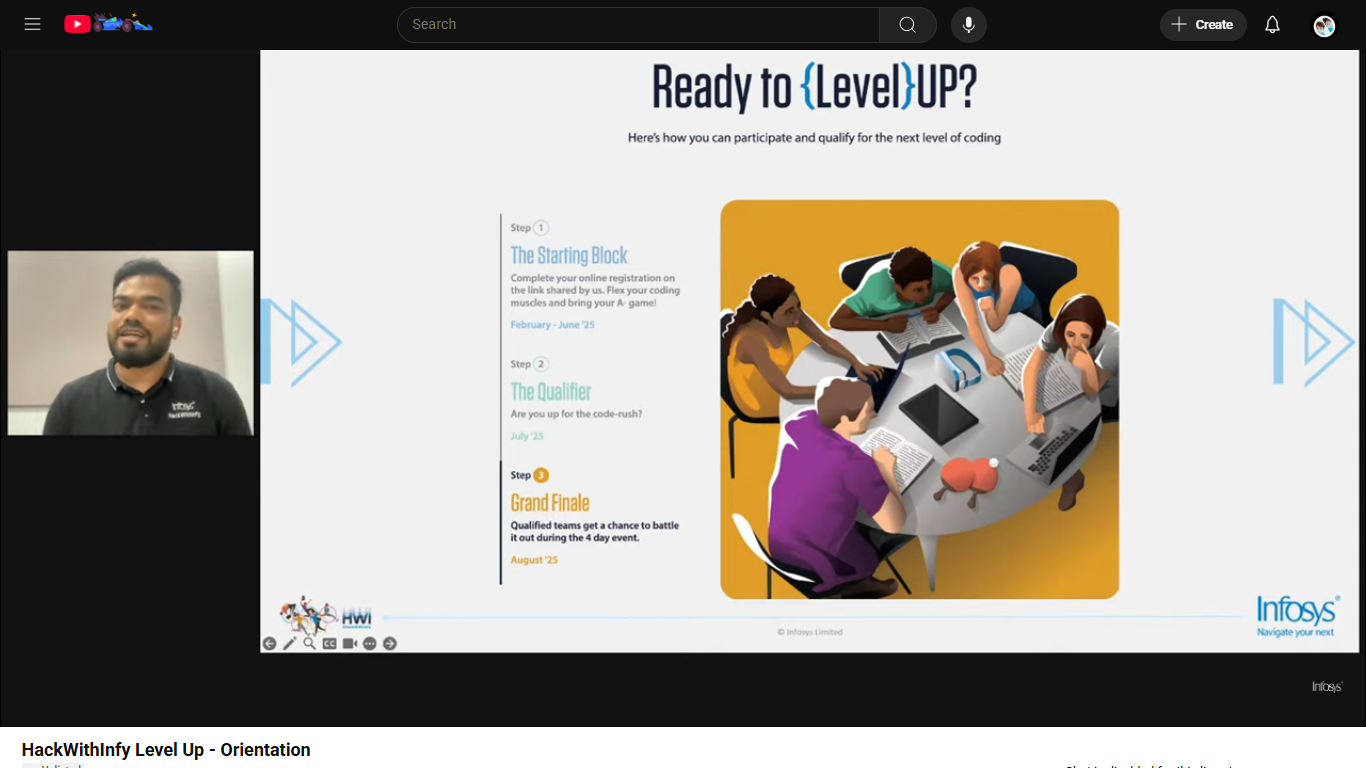 Search
Create
Ready to {Level}UP?
Here's how you can participate and qualify for the next level of coding
Step 1
The Starting Block
Complete your online registration on
the link shared by us. Flex your coding
muscles and bring your A- game!
February - June '25
Step 2
The Qualifier
Are you up for the code-rush?
July '25
Step 3
Grand Finale
Qualified teams get a chance to battle
it out during the 4 day event.
August '25
Infosys
HackWithInfy
HWI
CC
© Infosys Limited
Infosys®
Navigate your next
Infosys®
HackWithInfy Level Up - Orientation